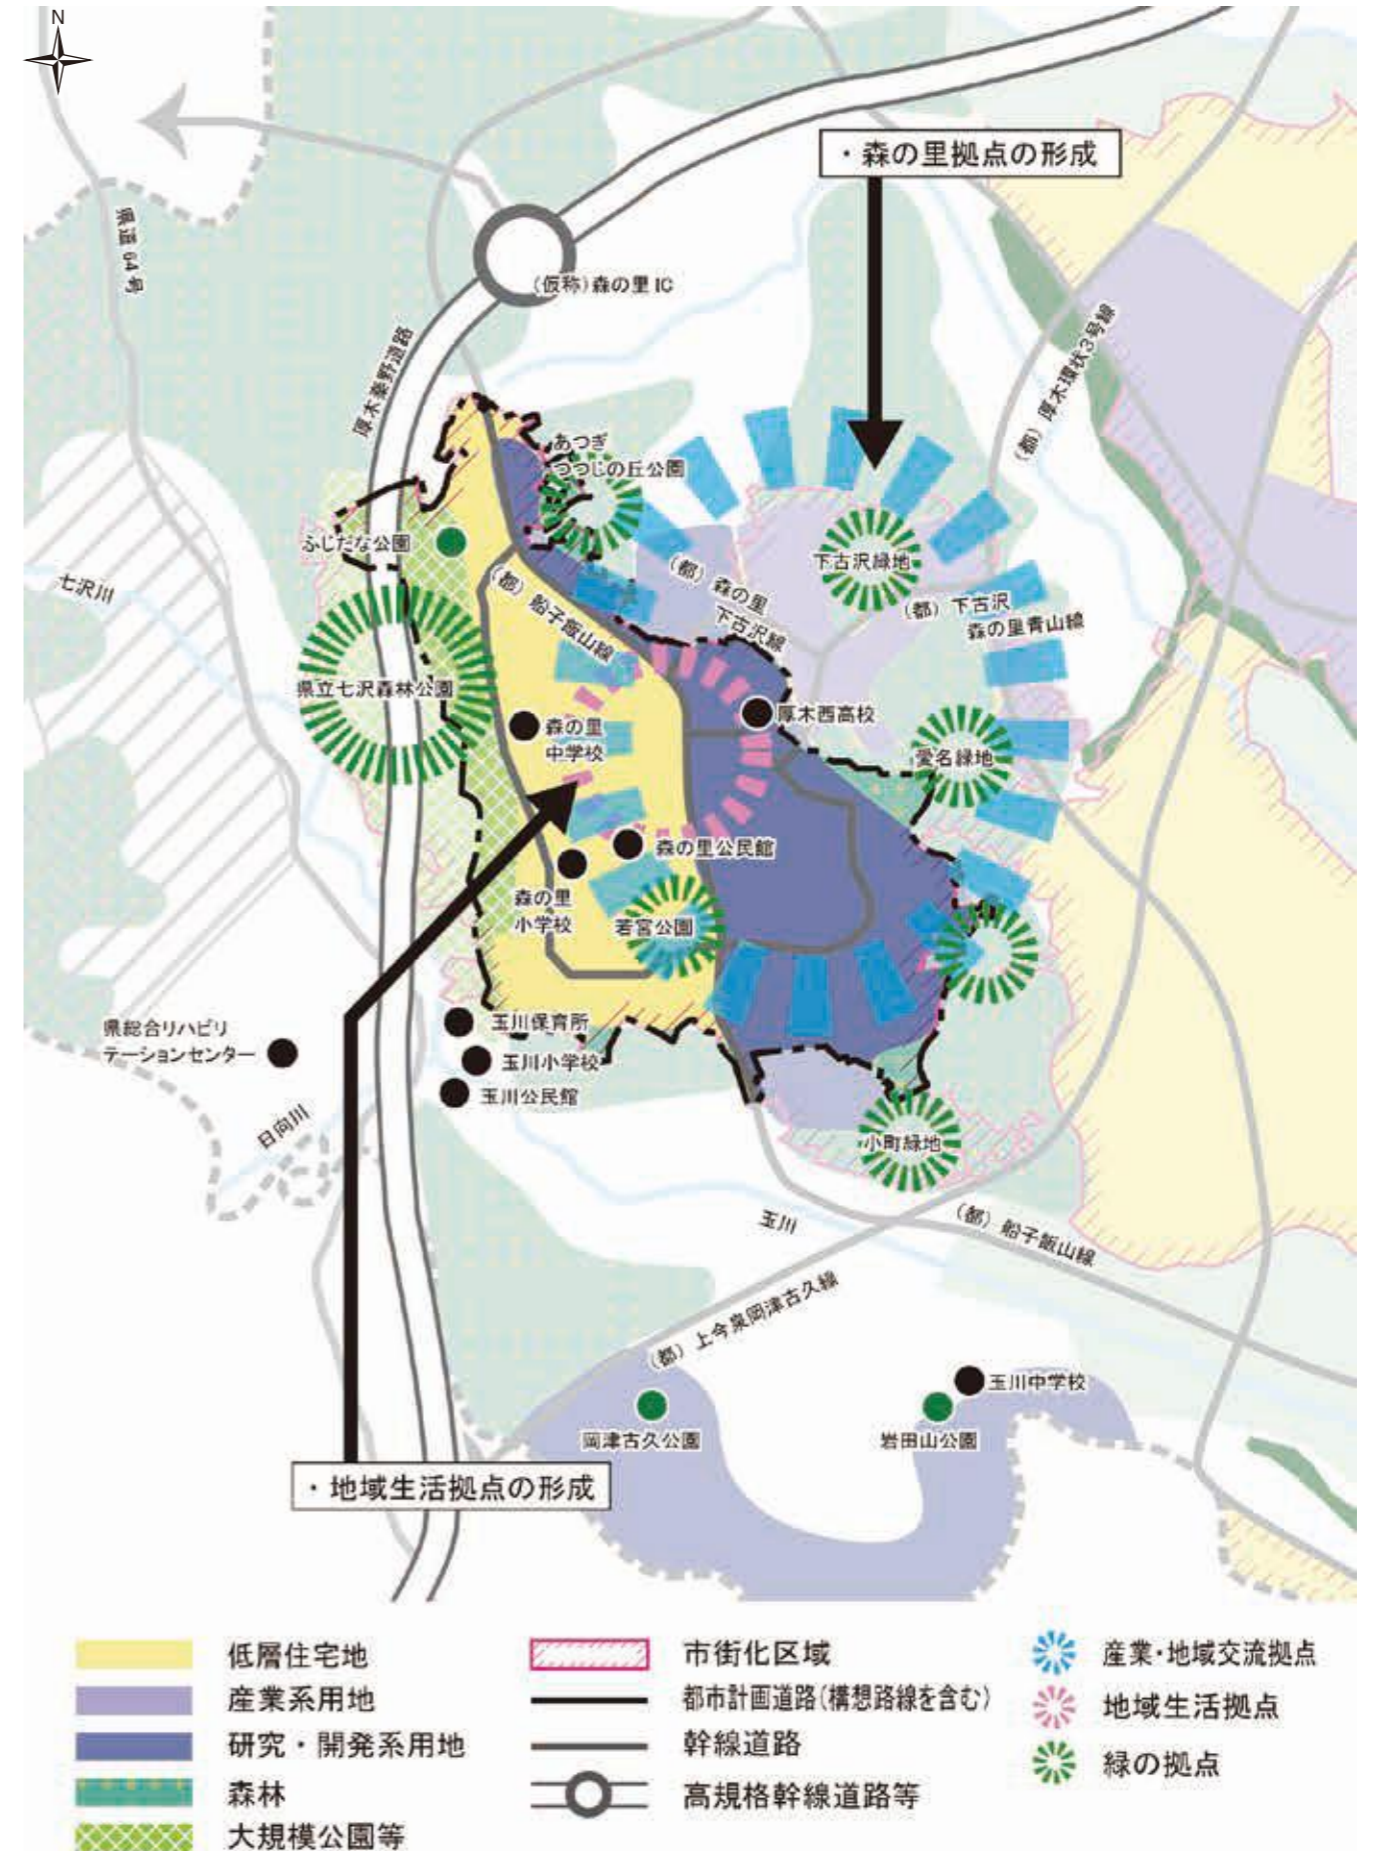 N
・森の里拠点の形成
県道64号
(仮称)森の里IC
厚木秦野道路
(都)厚木環状3号線
あつぎ
つつじの丘公園
ふじだな公園
下古沢緑地
(都)森の里
下古沢線
(都)下古沢
森の里青山線
七沢川
(都)船子飯山線
県立七沢森林公園
厚木西高校
森の里
中学校
愛名緑地
森の里公民館
森の里
小学校
若宮公園
県総合リハビリ
テーションセンター
玉川保育所
玉川小学校
玉川公民館
日向川
小町緑地
玉川
(都)船子飯山線
(都)上今泉岡津古久線
玉川中学校
岡津古久公園
岩田山公園
・地域生活拠点の形成
低層住宅地
産業系用地
研究・開発系用地
森林
大規模公園等
市街化区域
都市計画道路(構想路線を含む)
幹線道路
高規格幹線道路等
産業・地域交流拠点
地域生活拠点
緑の拠点